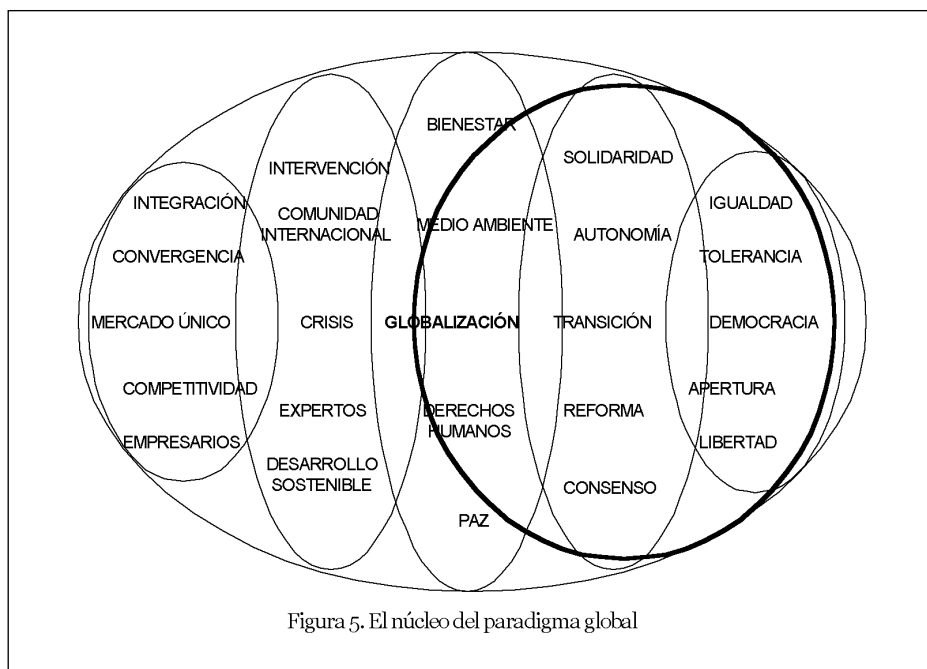 BIENESTAR
INTERVENCIÓN
SOLIDARIDAD
INTEGRACIÓN
COMUNIDAD
INTERNACIONAL
MEDIO AMBIENTE
AUTONOMÍA
IGUALDAD
CONVERGENCIA
TOLERANCIA
MERCADO ÚNICO
CRISIS
GLOBALIZACIÓN
TRANSICIÓN
DEMOCRACIA
COMPETITIVIDAD
EXPERTOS
DERECHOS
HUMANOS
REFORMA
APERTURA
EMPRESARIOS
DESARROLLO
SOSTENIBLE
CONSENSO
LIBERTAD
PAZ
Figura 5. El núcleo del paradigma global